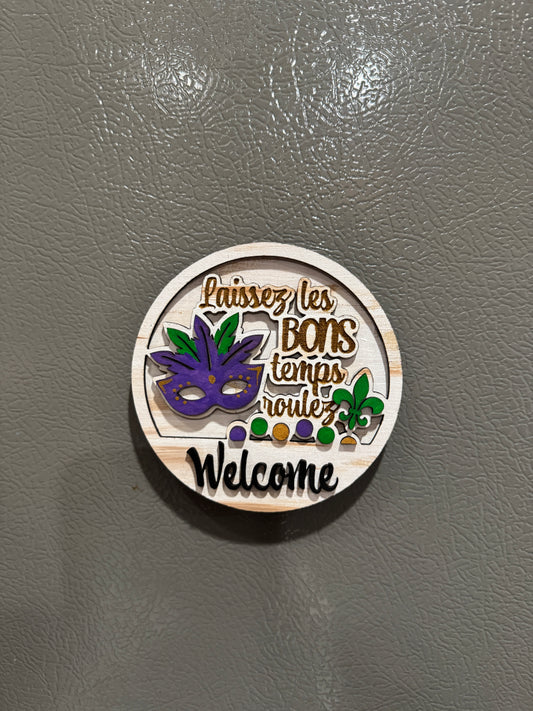 Laissez les
BONS
temps
roulez
Welcome